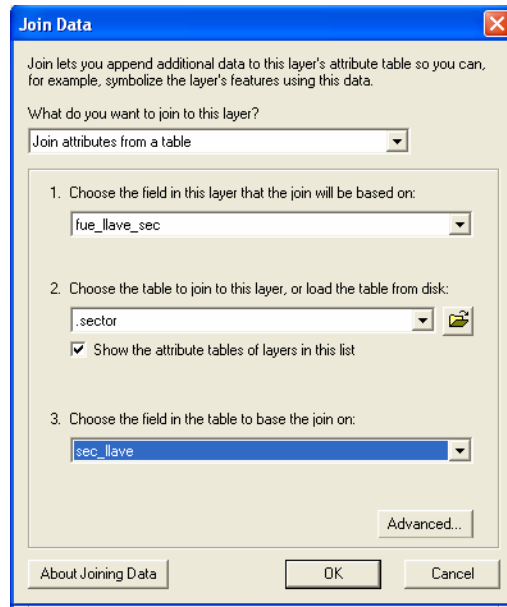 Join Data
Join lets you append additional data to this layer's attribute table so you can,
for example, symbolize the layer's features using this data.
What do you want to join to this layer?
Join attributes from a table
1. Choose the field in this layer that the join will be based on:
fue_llave_sec
2. Choose the table to join to this layer, or load the table from disk:
.sector
Show the attribute tables of layers in this list
3. Choose the field in the table to base the join on:
sec_llave
Advanced...
About Joining Data
OK
Cancel